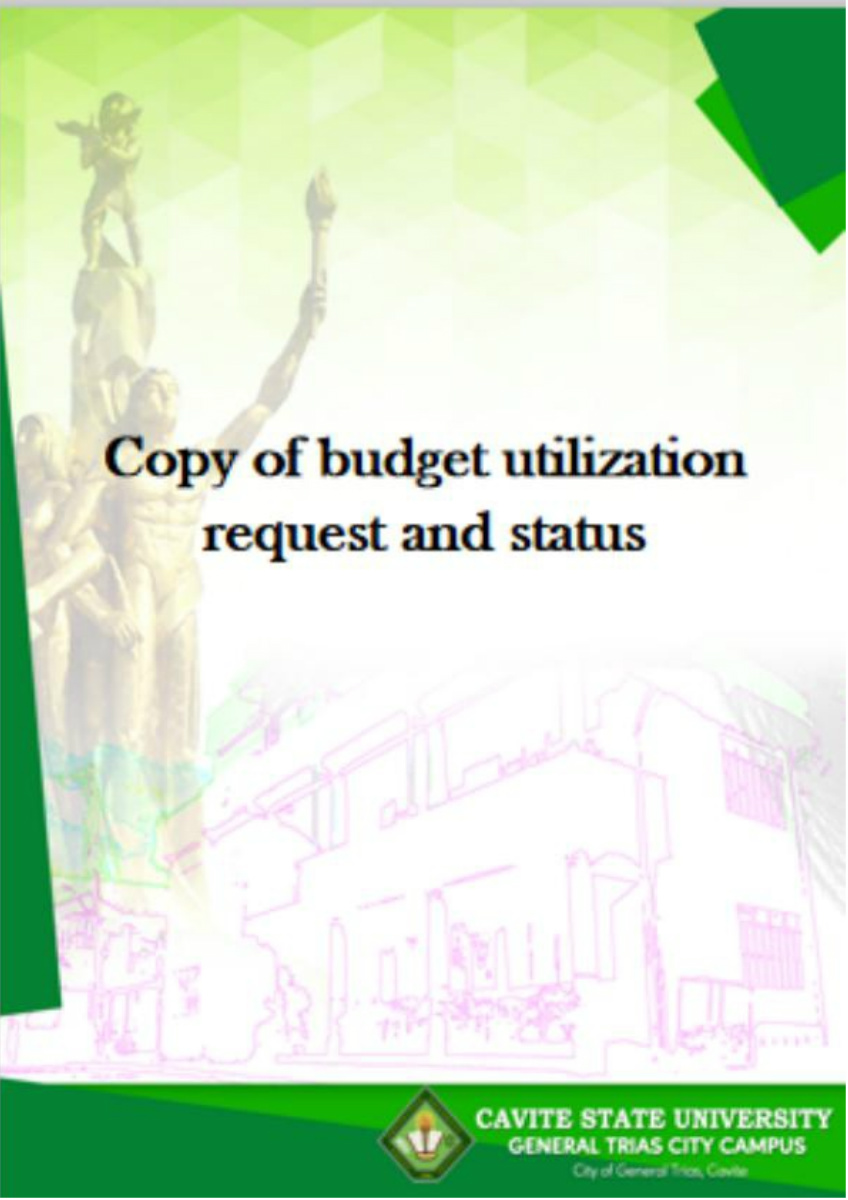 Copy of budget utilization
request and status
CAVITE STATE UNIVERSITY
GENERAL TRIAS CITY CAMPUS
City of General Trias, Cavite